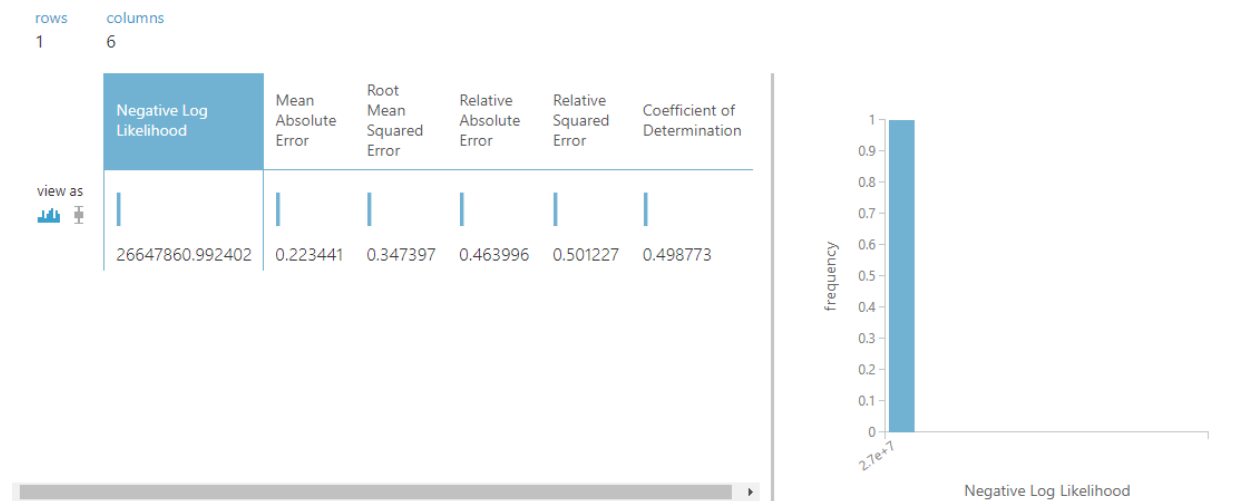 rows columns
1 6
Negative Log
Likelihood
Mean
Absolute
Error
Root
Mean
Squared
Error
Relative
Absolute
Error
Relative
Squared
Error
Coefficient of
Determination
view as
26647860.992402 0.223441 0.347397 0.463996 0.501227 0.498773
frequency
1
0.9
0.8
0.7
0.6
0.5
0.4
0.3
0.2
0.1
0
2.7e+7
Negative Log Likelihood